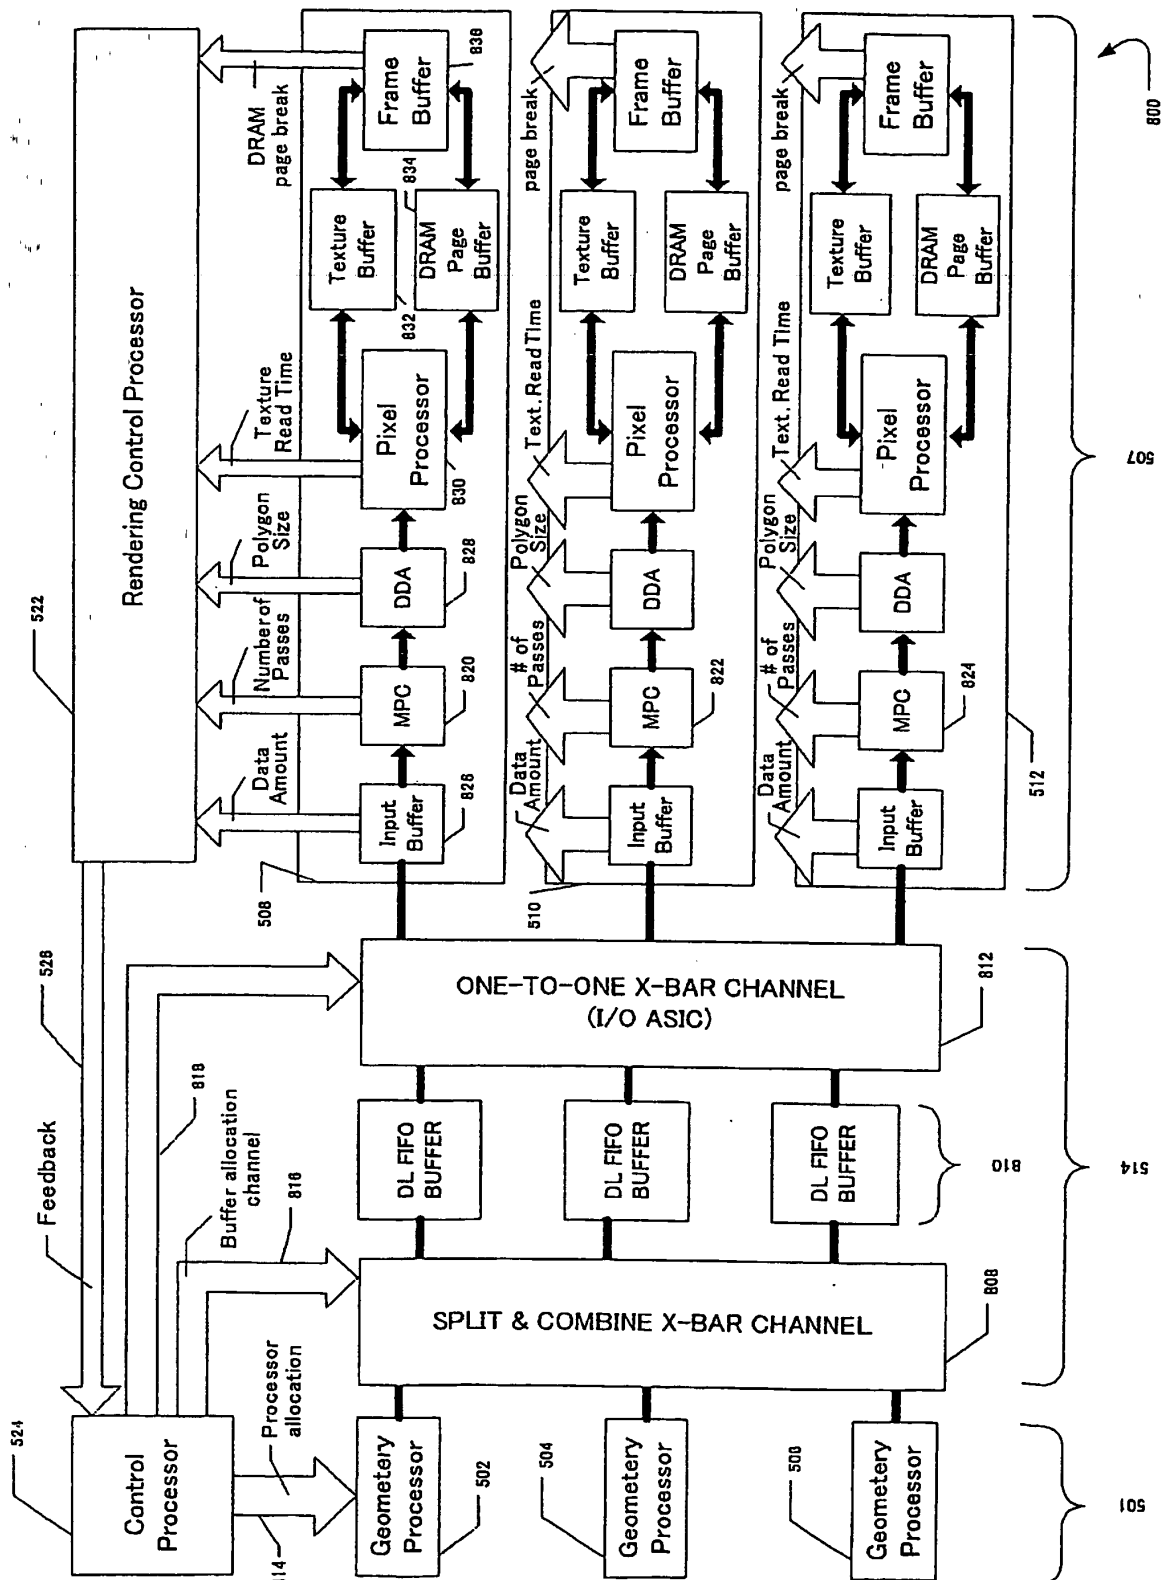 524
Control
Processor
Feedback
526
522
Rendering Control Processor
14
Processor
allocation
Buffer allocation
channel
816
818
Data
Amount
Number of
Passes
Polygon
Size
Texture
Read Time
DRAM
page break
508
Geometery
Processor
502
SPLIT & COMBINE X-BAR CHANNEL
808
DL FIFO
BUFFER
ONE-TO-ONE X-BAR CHANNEL
(I/O ASIC)
812
Input
Buffer
826
MPC
820
DDA
828
Pixel
Processor
830
Texture
Buffer
832
DRAM
Page
Buffer
834
Frame
Buffer
836
504
Geometery
Processor
DL FIFO
BUFFER
510
Data
Amount
# of
Passes
Polygon
Size
Text. Read Time
page break
Input
Buffer
MPC
822
DDA
Pixel
Processor
Texture
Buffer
DRAM
Page
Buffer
Frame
Buffer
506
Geometery
Processor
DL FIFO
BUFFER
Data
Amount
# of
Passes
Polygon
Size
Text. Read Time
page break
Input
Buffer
MPC
824
DDA
Pixel
Processor
Texture
Buffer
DRAM
Page
Buffer
Frame
Buffer
512
810
501
514
507
800